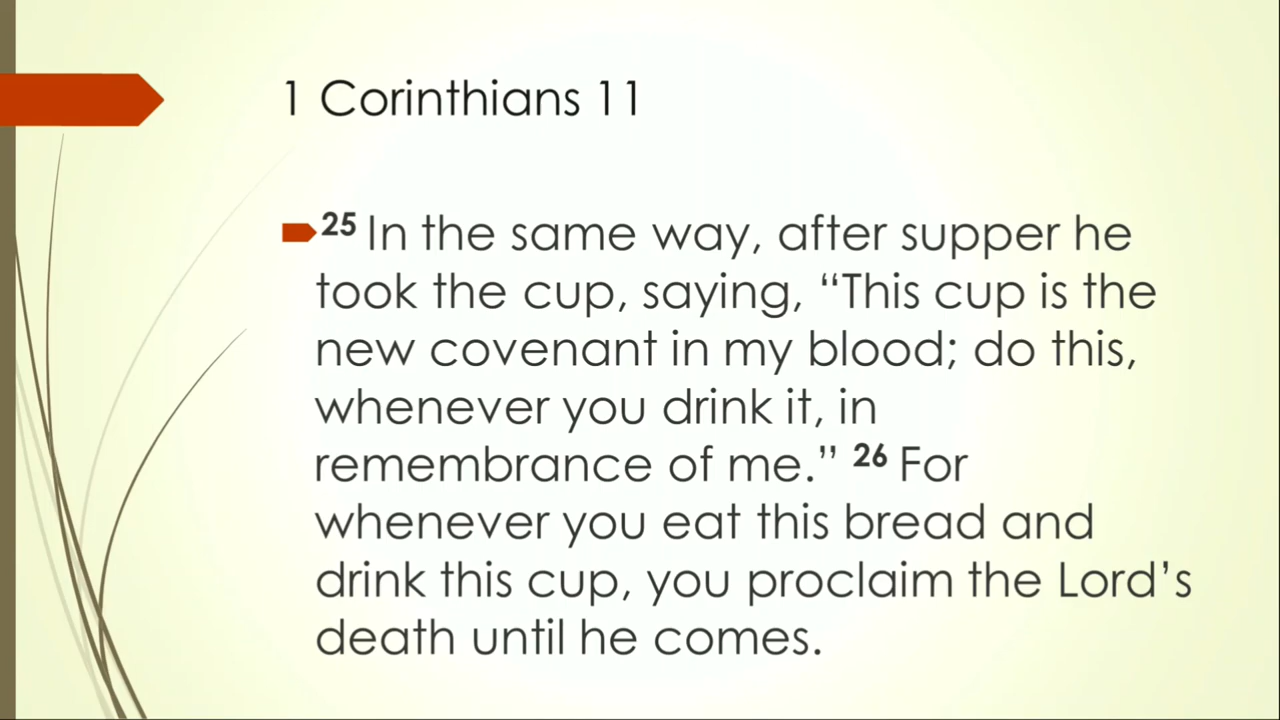 1 Corinthians 11
25 In the same way, after supper he
took the cup, saying, “This cup is the
new covenant in my blood; do this,
whenever you drink it, in
remembrance of me.” 26 For
whenever you eat this bread and
drink this cup, you proclaim the Lord’s
death until he comes.